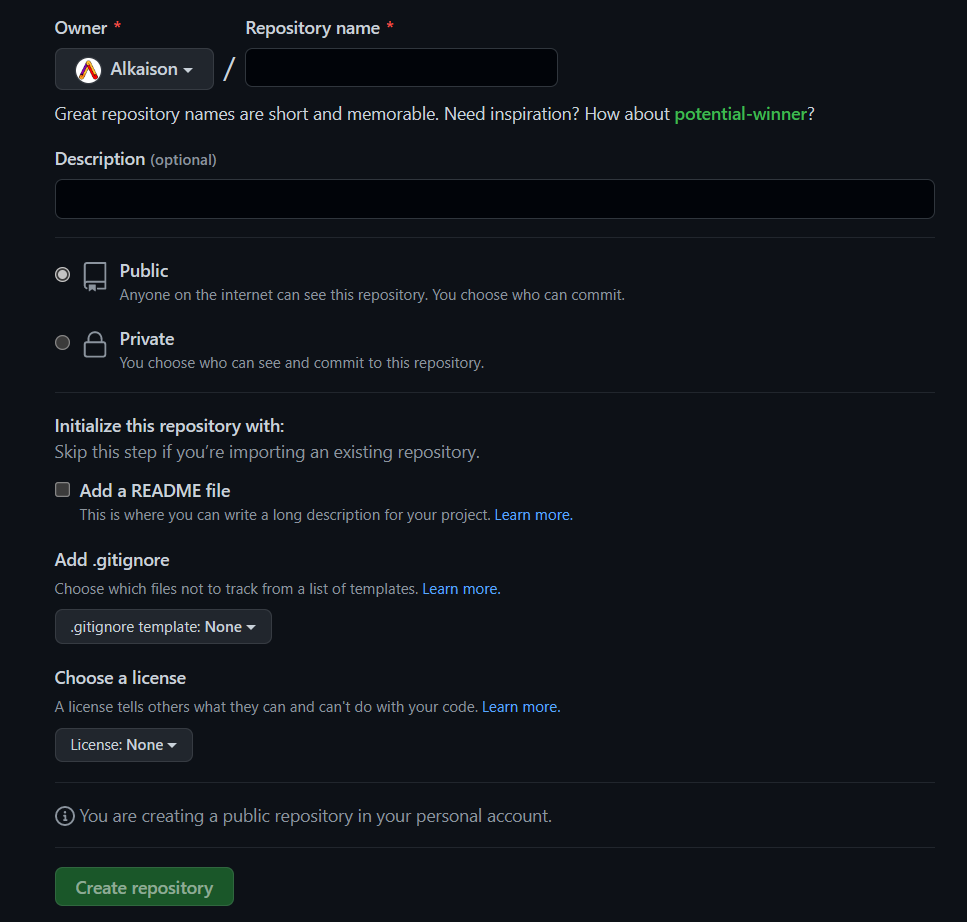 Owner *
Repository name *
Alkaison
/
Great repository names are short and memorable. Need inspiration? How about potential-winner?
Description (optional)
Public
Anyone on the internet can see this repository. You choose who can commit.
Private
You choose who can see and commit to this repository.
Initialize this repository with:
Skip this step if you’re importing an existing repository.
Add a README file
This is where you can write a long description for your project. Learn more.
Add .gitignore
Choose which files not to track from a list of templates. Learn more.
.gitignore template: None
Choose a license
A license tells others what they can and can't do with your code. Learn more.
License: None
You are creating a public repository in your personal account.
Create repository